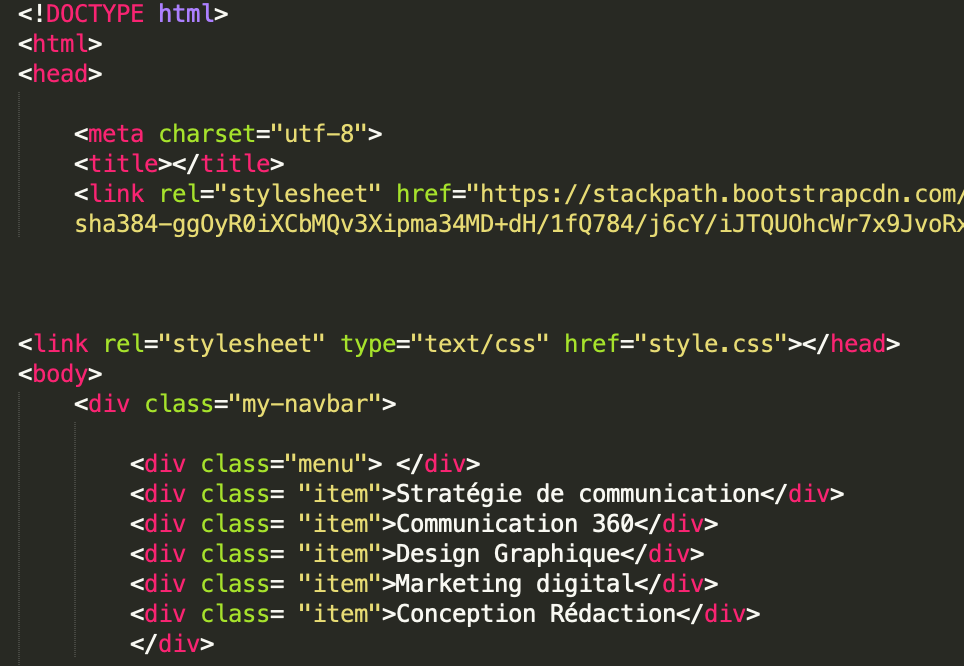 <!DOCTYPE html>
<html>
<head>
<meta charset="utf-8">
<title></title>
<link rel="stylesheet" href="https://stackpath.bootstrapcdn.com/
sha384-ggOyR0iXCbMQv3Xipma34MD+dH/1fQ784/j6cY/iJTQUOhcWr7x9JvoRx
<link rel="stylesheet" type="text/css" href="style.css"></head>
<body>
<div class="my-navbar">
<div class="menu"> </div>
<div class= "item">Stratégie de communication</div>
<div class= "item">Communication 360</div>
<div class= "item">Design Graphique</div>
<div class= "item">Marketing digital</div>
<div class= "item">Conception Rédaction</div>
</div>